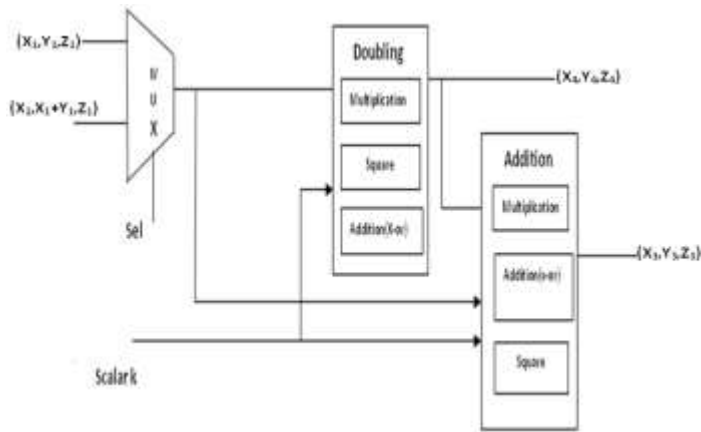 (X₁,Y₁,Z₁)
(X₁,X₁+Y₁,Z₁)
M
U
X
Sel
Scalar k
Doubling
Multiplication
Square
Addition(X-or)
(X₄,Y₄,Z₄)
Addition
Multiplication
Addition(x-or)
Square
(X₃,Y₃,Z₃)